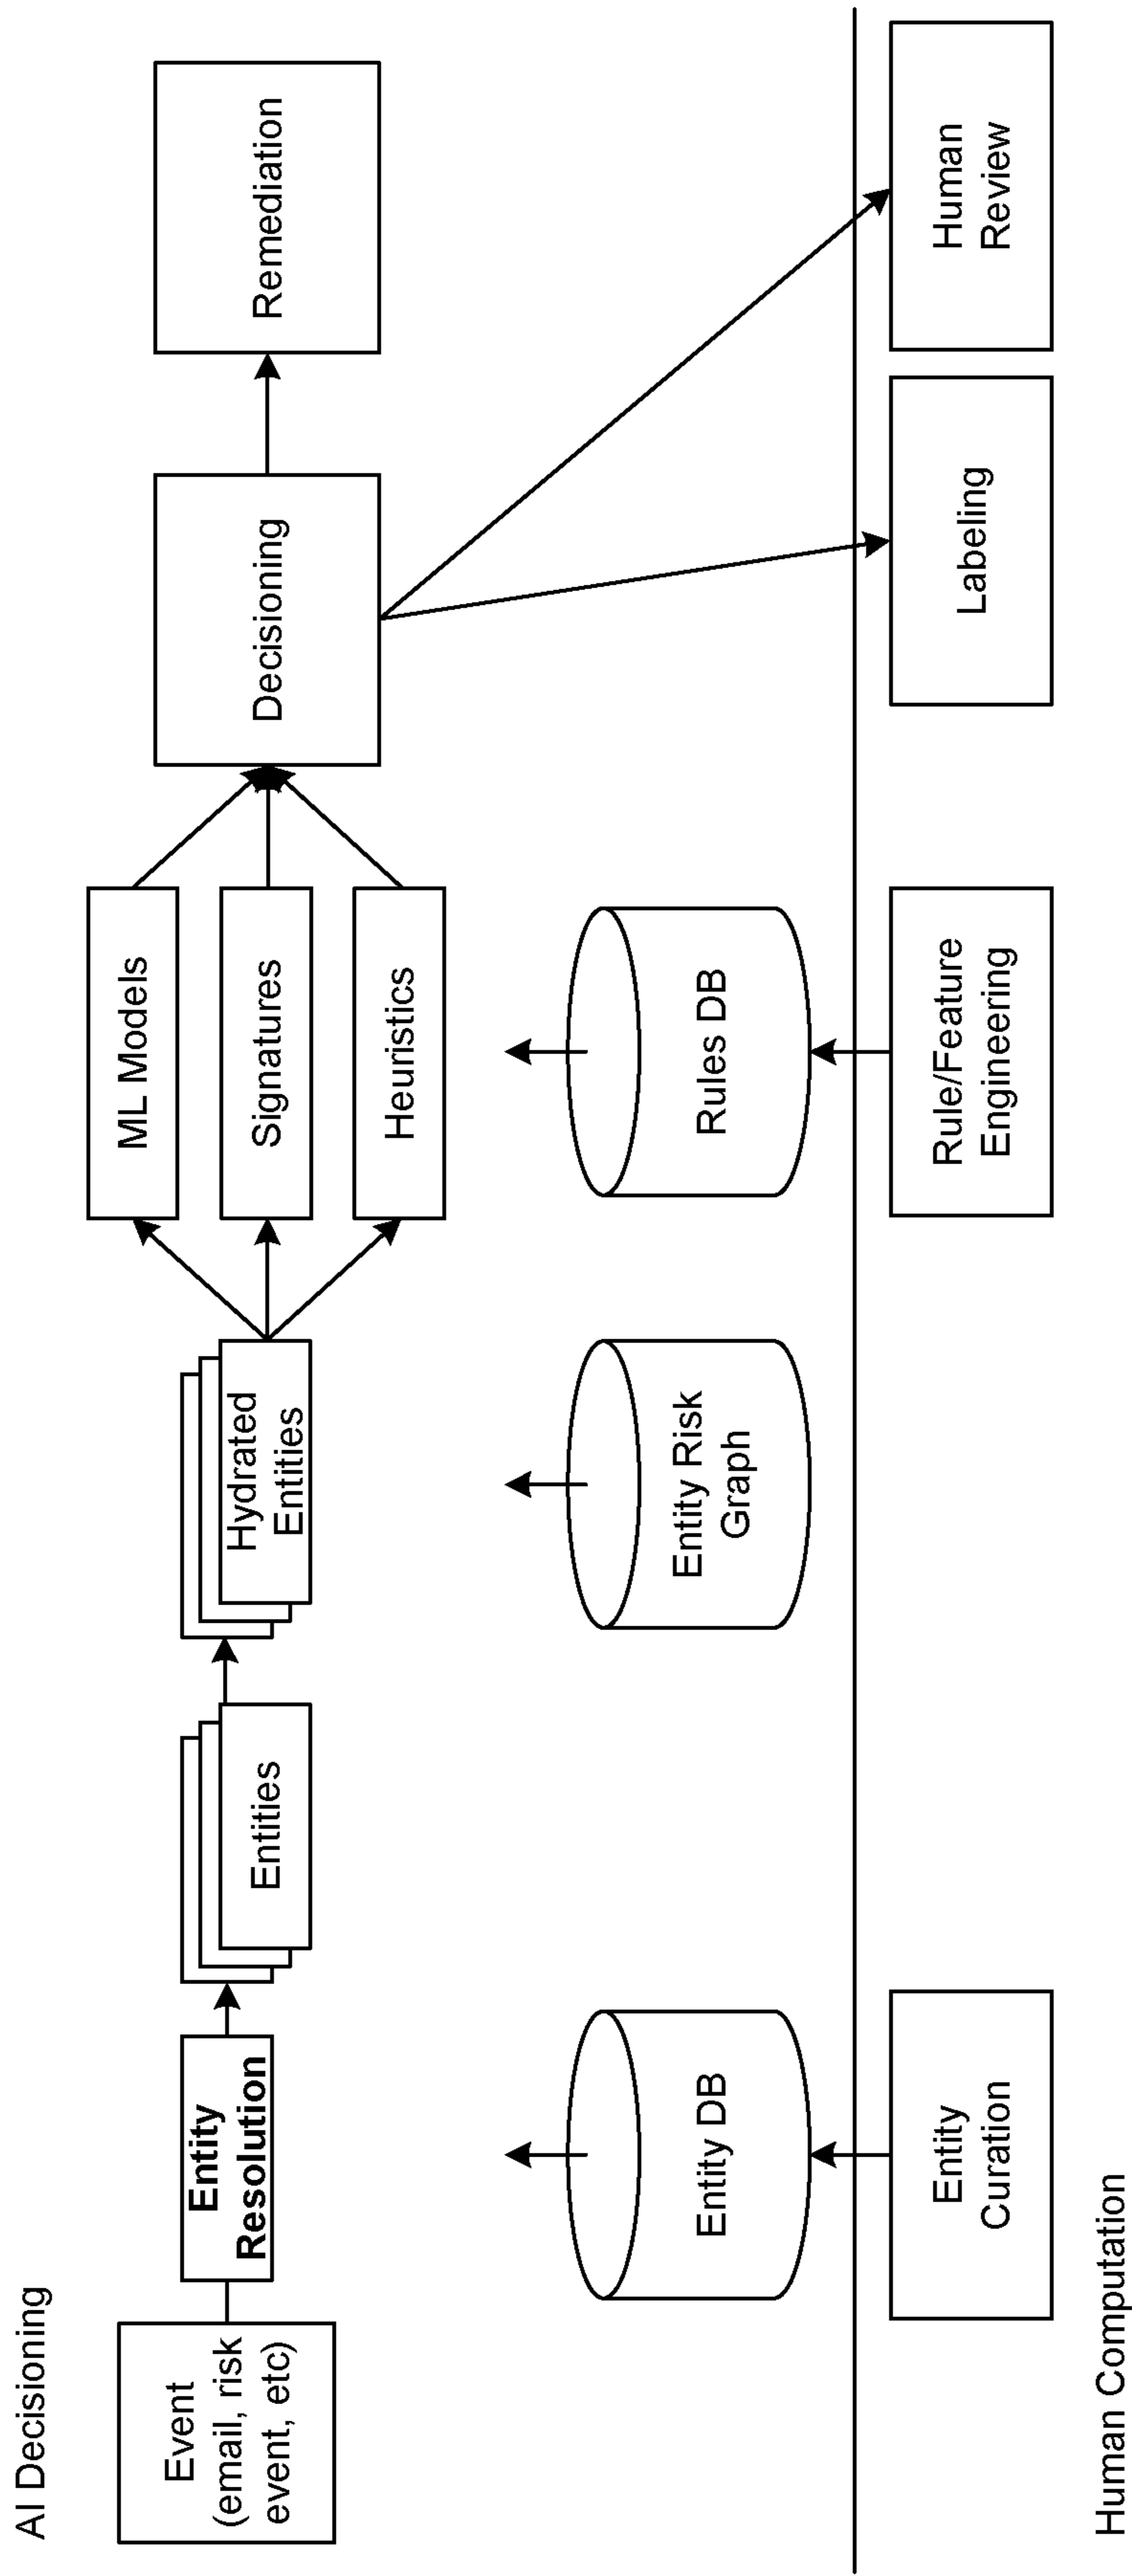 AI Decisioning
Event
(email, risk
event, etc)
Entity
Resolution
Entities
Hydrated
Entities
ML Models
Signatures
Heuristics
Decisioning
Remediation
Entity DB
Entity Risk
Graph
Rules DB
Entity
Curation
Rule/Feature
Engineering
Labeling
Human
Review
Human Computation